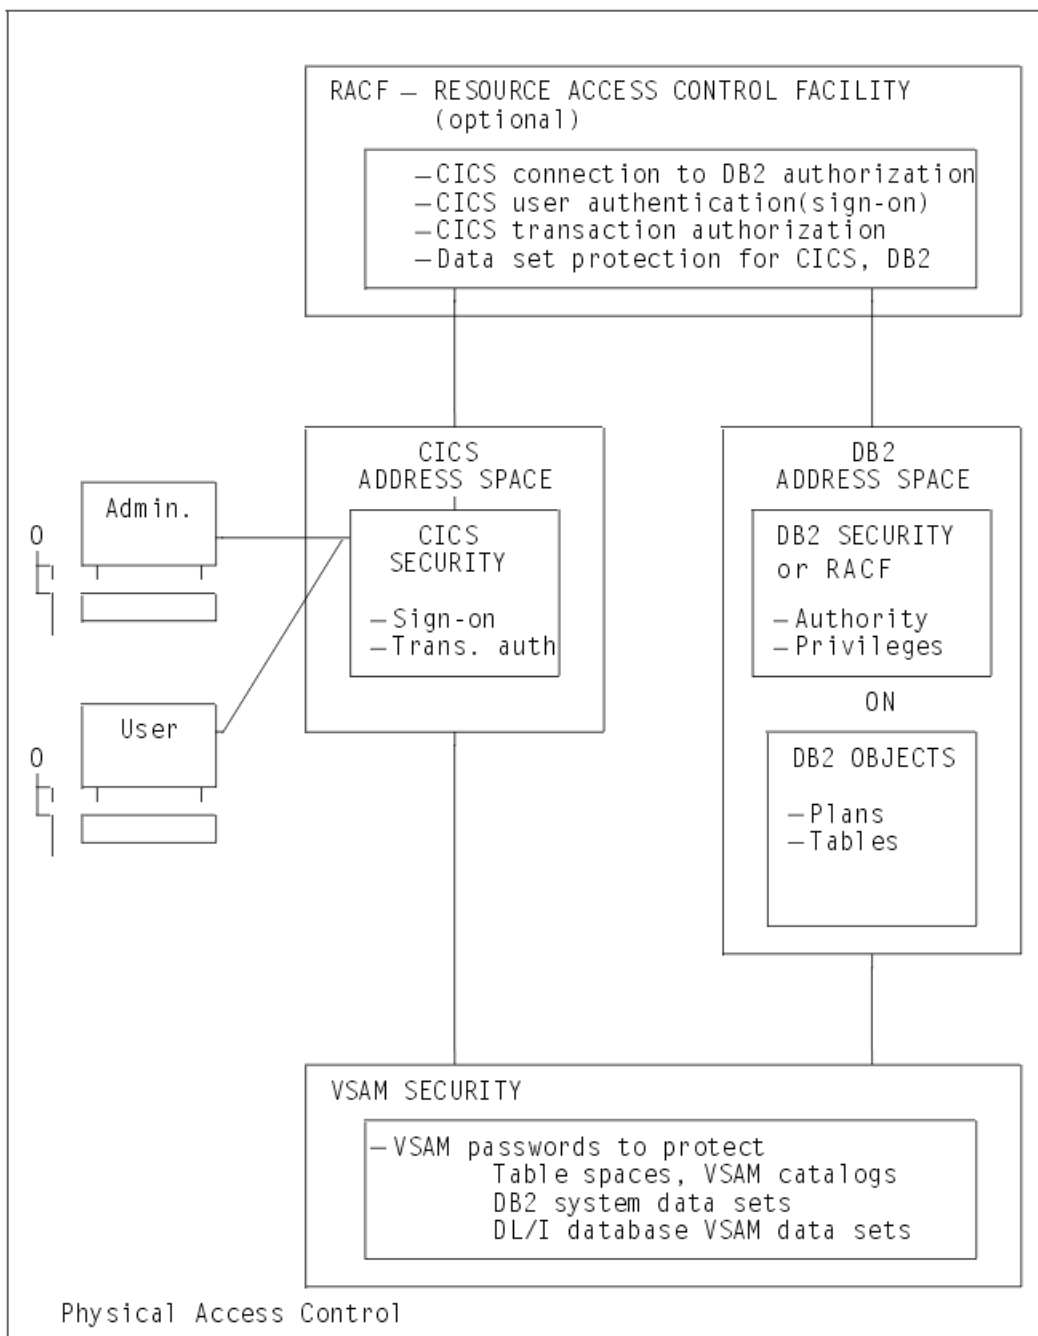 RACF — RESOURCE ACCESS CONTROL FACILITY
(optional)
—CICS connection to DB2 authorization
—CICS user authentication(sign-on)
—CICS transaction authorization
—Data set protection for CICS, DB2
CICS
ADDRESS SPACE
CICS
SECURITY
—Sign-on
—Trans. auth
DB2
ADDRESS SPACE
DB2 SECURITY
or RACF
—Authority
—Privileges
ON
DB2 OBJECTS
—Plans
—Tables
Admin.
User
VSAM SECURITY
—VSAM passwords to protect
Table spaces, VSAM catalogs
DB2 system data sets
DL/I database VSAM data sets
Physical Access Control